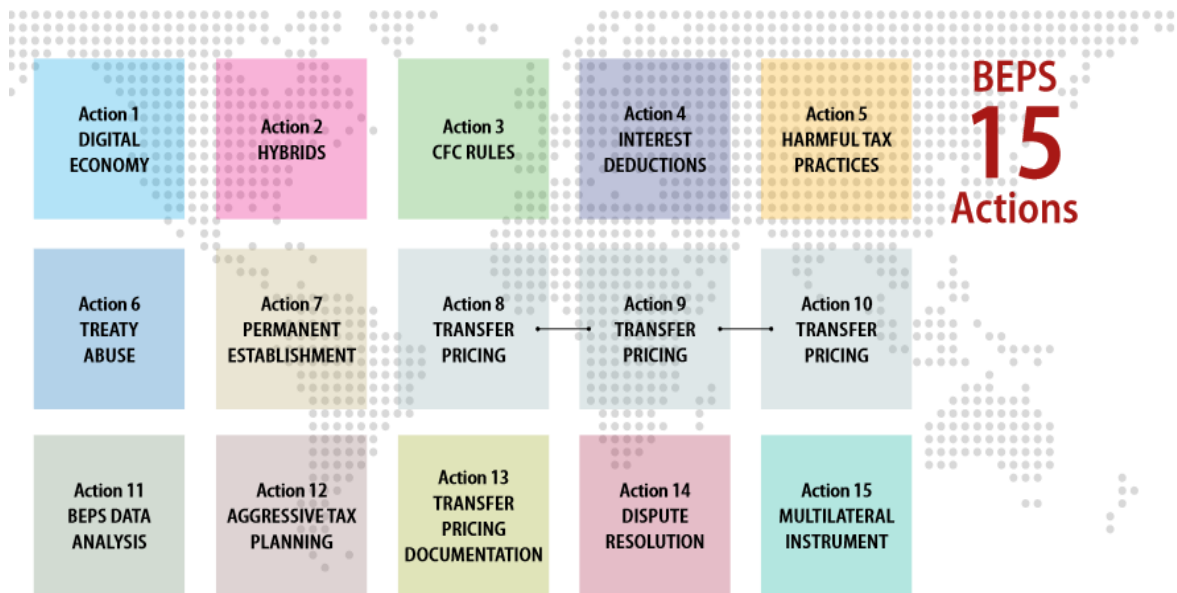 Action 1
DIGITAL
ECONOMY
Action 2
HYBRIDS
Action 3
CFC RULES
Action 4
INTEREST
DEDUCTIONS
Action 5
HARMFUL TAX
PRACTICES
BEPS
15
Actions
Action 6
TREATY
ABUSE
Action 7
PERMANENT
ESTABLISHMENT
Action 8
TRANSFER
PRICING
Action 9
TRANSFER
PRICING
Action 10
TRANSFER
PRICING
Action 11
BEPS DATA
ANALYSIS
Action 12
AGGRESSIVE TAX
PLANNING
Action 13
TRANSFER
PRICING
DOCUMENTATION
Action 14
DISPUTE
RESOLUTION
Action 15
MULTILATERAL
INSTRUMENT